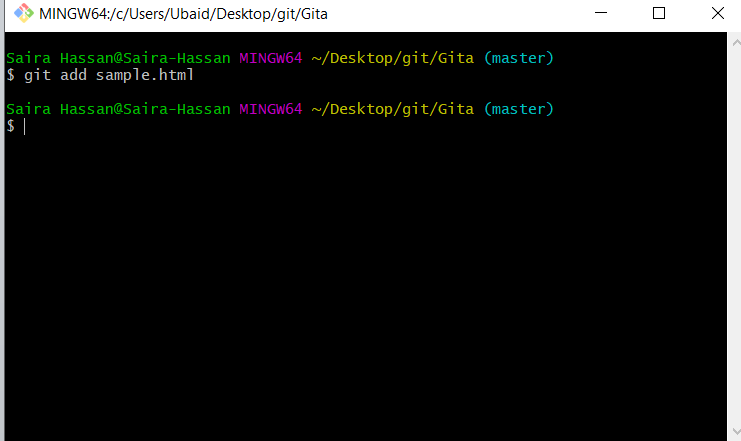 MINGW64:/c/Users/Ubaid/Desktop/git/Gita
Saira Hassan@Saira-Hassan MINGW64 ~/Desktop/git/Gita (master)
$ git add sample.html
Saira Hassan@Saira-Hassan MINGW64 ~/Desktop/git/Gita (master)
$